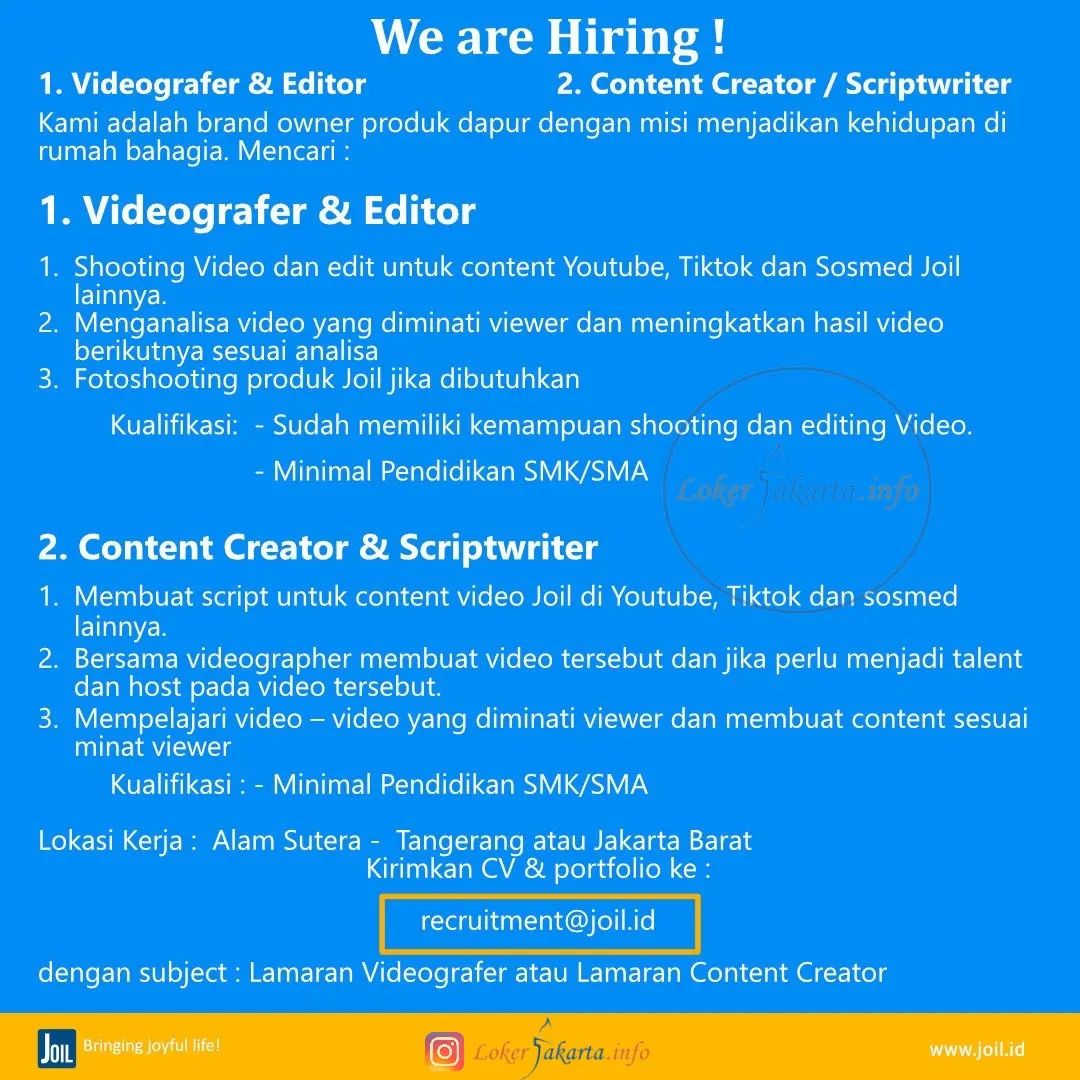 We are Hiring !
1. Videografer & Editor 2. Content Creator / Scriptwriter
Kami adalah brand owner produk dapur dengan misi menjadikan kehidupan di
rumah bahagia. Mencari :
1. Videografer & Editor
1. Shooting Video dan edit untuk content Youtube, Tiktok dan Sosmed Joil
lainnya.
2. Menganalisa video yang diminati viewer dan meningkatkan hasil video
berikutnya sesuai analisa
3. Fotoshooting produk Joil jika dibutuhkan
Kualifikasi: - Sudah memiliki kemampuan shooting dan editing Video.
- Minimal Pendidikan SMK/SMA
Loker Jakarta.info
2. Content Creator & Scriptwriter
1. Membuat script untuk content video Joil di Youtube, Tiktok dan sosmed
lainnya.
2. Bersama videographer membuat video tersebut dan jika perlu menjadi talent
dan host pada video tersebut.
3. Mempelajari video – video yang diminati viewer dan membuat content sesuai
minat viewer
Kualifikasi : - Minimal Pendidikan SMK/SMA
Lokasi Kerja : Alam Sutera - Tangerang atau Jakarta Barat
Kirimkan CV & portfolio ke :
recruitment@joil.id
dengan subject : Lamaran Videografer atau Lamaran Content Creator
JOIL Bringing joyful life! Loker Jakarta.info www.joil.id